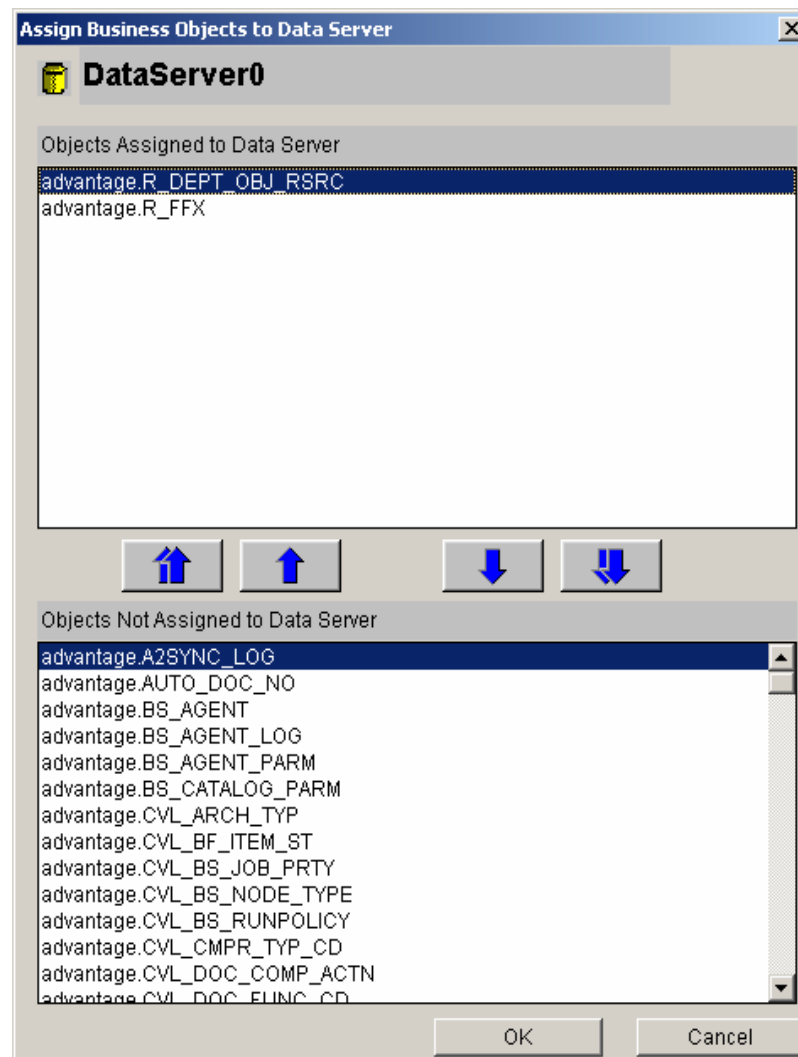 Assign Business Objects to Data Server
DataServer0
Objects Assigned to Data Server
advantage.R_DEPT_OBJ_RSRC
advantage.R_FFX
Objects Not Assigned to Data Server
advantage.A2SYNC_LOG
advantage.AUTO_DOC_NO
advantage.BS_AGENT
advantage.BS_AGENT_LOG
advantage.BS_AGENT_PARM
advantage.BS_CATALOG_PARM
advantage.CVL_ARCH_TYP
advantage.CVL_BF_ITEM_ST
advantage.CVL_BS_JOB_PRTY
advantage.CVL_BS_NODE_TYPE
advantage.CVL_BS_RUNPOLICY
advantage.CVL_CMPR_TYP_CD
advantage.CVL_DOC_COMP_ACTN
advantage.CVL_DOC_FUNC_CD
OK Cancel